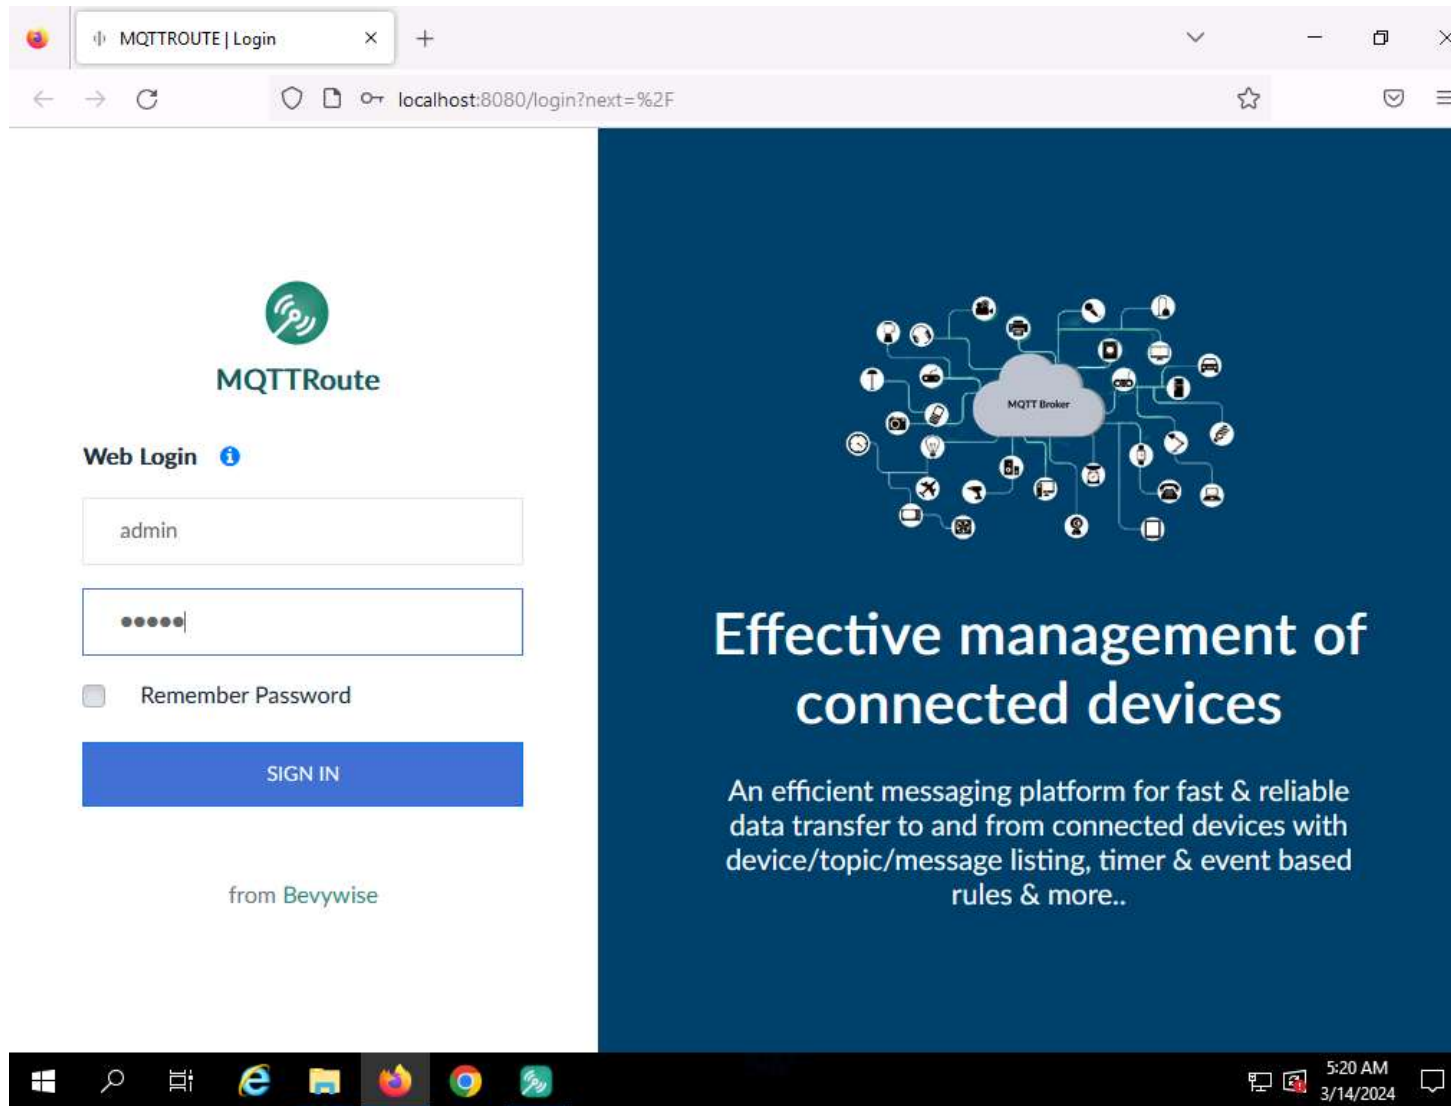 MQTTROUTE | Login
localhost:8080/login?next=%2F
MQTTRoute
Web Login
admin
Remember Password
SIGN IN
from Bevywise
MQTT Broker
Effective management of
connected devices
An efficient messaging platform for fast & reliable
data transfer to and from connected devices with
device/topic/message listing, timer & event based
rules & more..
5:20 AM
3/14/2024